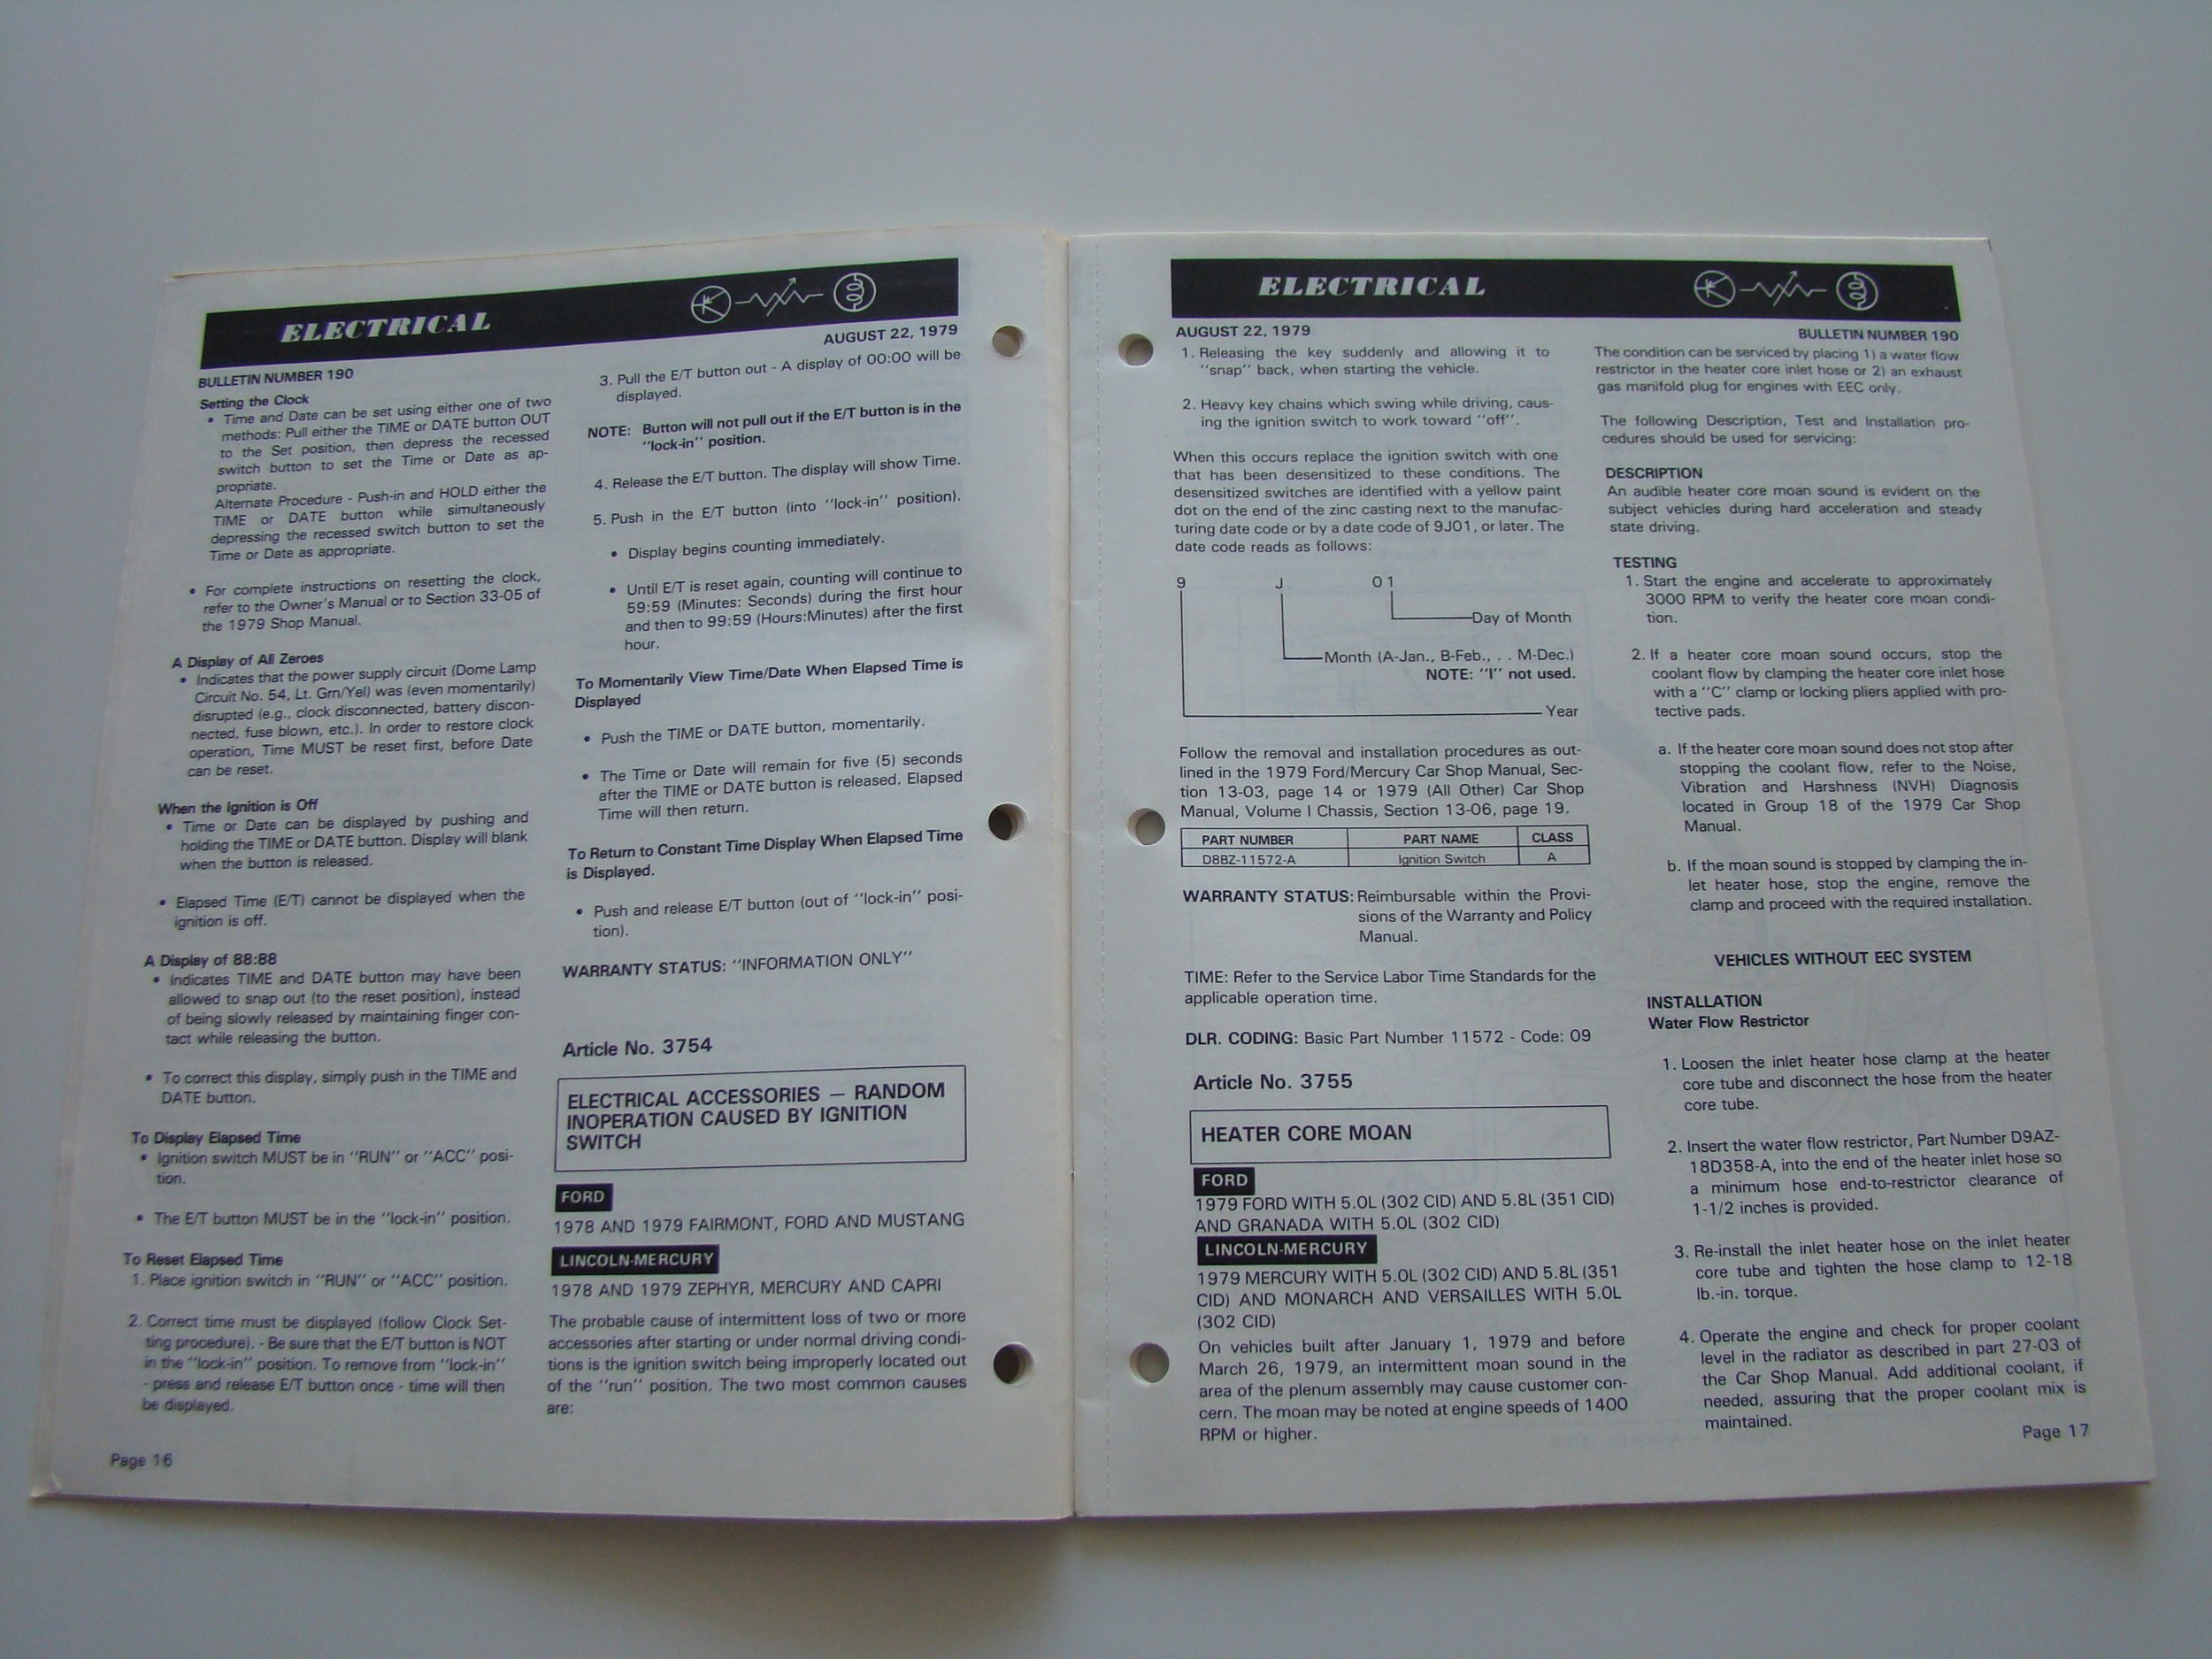 ELECTRICAL
AUGUST 22, 1979
BULLETIN NUMBER 190
Setting the Clock
• Time and Date can be set using either one of two
methods: Pull either the TIME or DATE button OUT
to the Set position, then depress the recessed
switch button to set the Time or Date as ap-
propriate.
Alternate Procedure - Push-in and HOLD either the
TIME or DATE button while simultaneously
depressing the recessed switch button to set the
Time or Date as appropriate.
• For complete instructions on resetting the clock,
refer to the Owner's Manual or to Section 33-05 of
the 1979 Shop Manual.
A Display of All Zeroes
• Indicates that the power supply circuit (Dome Lamp
Circuit No. 54, Lt. Grn/Yel) was (even momentarily)
disrupted (e.g., clock disconnected, battery discon-
nected, fuse blown, etc.). In order to restore clock
operation, Time MUST be reset first, before Date
can be reset.
When the Ignition is Off
• Time or Date can be displayed by pushing and
holding the TIME or DATE button. Display will blank
when the button is released.
• Elapsed Time (E/T) cannot be displayed when the
ignition is off.
A Display of 88:88
• Indicates TIME and DATE button may have been
allowed to snap out (to the reset position), instead
of being slowly released by maintaining finger con-
tact while releasing the button.
• To correct this display, simply push in the TIME and
DATE button.
To Display Elapsed Time
• Ignition switch MUST be in ''RUN'' or ''ACC'' posi-
tion.
• The E/T button MUST be in the ''lock-in'' position.
To Reset Elapsed Time
1. Place ignition switch in ''RUN'' or ''ACC'' position.
2. Correct time must be displayed (follow Clock Set-
ting procedure). - Be sure that the E/T button is NOT
in the ''lock-in'' position. To remove from ''lock-in''
- press and release E/T button once - time will then
be displayed.
Page 16
3. Pull the E/T button out - A display of 00:00 will be
displayed.
NOTE: Button will not pull out if the E/T button is in the
''lock-in'' position.
4. Release the E/T button. The display will show Time.
5. Push in the E/T button (into ''lock-in'' position).
• Display begins counting immediately.
• Until E/T is reset again, counting will continue to
59:59 (Minutes: Seconds) during the first hour
and then to 99:59 (Hours:Minutes) after the first
hour.
To Momentarily View Time/Date When Elapsed Time is
Displayed
• Push the TIME or DATE button, momentarily.
• The Time or Date will remain for five (5) seconds
after the TIME or DATE button is released. Elapsed
Time will then return.
To Return to Constant Time Display When Elapsed Time
is Displayed.
• Push and release E/T button (out of ''lock-in'' posi-
tion).
WARRANTY STATUS: ''INFORMATION ONLY''
Article No. 3754
ELECTRICAL ACCESSORIES — RANDOM
INOPERATION CAUSED BY IGNITION
SWITCH
FORD
1978 AND 1979 FAIRMONT, FORD AND MUSTANG
LINCOLN-MERCURY
1978 AND 1979 ZEPHYR, MERCURY AND CAPRI
The probable cause of intermittent loss of two or more
accessories after starting or under normal driving condi-
tions is the ignition switch being improperly located out
of the ''run'' position. The two most common causes
are:
ELECTRICAL
AUGUST 22, 1979
BULLETIN NUMBER 190
1. Releasing the key suddenly and allowing it to
''snap'' back, when starting the vehicle.
2. Heavy key chains which swing while driving, caus-
ing the ignition switch to work toward ''off''.
When this occurs replace the ignition switch with one
that has been desensitized to these conditions. The
desensitized switches are identified with a yellow paint
dot on the end of the zinc casting next to the manufac-
turing date code or by a date code of 9J01, or later. The
date code reads as follows:
9 J 01
Day of Month
Month (A-Jan., B-Feb., . . M-Dec.)
NOTE: ''I'' not used.
Year
Follow the removal and installation procedures as out-
lined in the 1979 Ford/Mercury Car Shop Manual, Sec-
tion 13-03, page 14 or 1979 (All Other) Car Shop
Manual, Volume I Chassis, Section 13-06, page 19.
PART NUMBER PART NAME CLASS
D8BZ-11572-A Ignition Switch A
WARRANTY STATUS: Reimbursable within the Provi-
sions of the Warranty and Policy
Manual.
TIME: Refer to the Service Labor Time Standards for the
applicable operation time.
DLR. CODING: Basic Part Number 11572 - Code: 09
Article No. 3755
HEATER CORE MOAN
FORD
1979 FORD WITH 5.0L (302 CID) AND 5.8L (351 CID)
AND GRANADA WITH 5.0L (302 CID)
LINCOLN-MERCURY
1979 MERCURY WITH 5.0L (302 CID) AND 5.8L (351
CID) AND MONARCH AND VERSAILLES WITH 5.0L
(302 CID)
On vehicles built after January 1, 1979 and before
March 26, 1979, an intermittent moan sound in the
area of the plenum assembly may cause customer con-
cern. The moan may be noted at engine speeds of 1400
RPM or higher.
The condition can be serviced by placing 1) a water flow
restrictor in the heater core inlet hose or 2) an exhaust
gas manifold plug for engines with EEC only.
The following Description, Test and Installation pro-
cedures should be used for servicing:
DESCRIPTION
An audible heater core moan sound is evident on the
subject vehicles during hard acceleration and steady
state driving.
TESTING
1. Start the engine and accelerate to approximately
3000 RPM to verify the heater core moan condi-
tion.
2. If a heater core moan sound occurs, stop the
coolant flow by clamping the heater core inlet hose
with a ''C'' clamp or locking pliers applied with pro-
tective pads.
a. If the heater core moan sound does not stop after
stopping the coolant flow, refer to the Noise,
Vibration and Harshness (NVH) Diagnosis
located in Group 18 of the 1979 Car Shop
Manual.
b. If the moan sound is stopped by clamping the in-
let heater hose, stop the engine, remove the
clamp and proceed with the required installation.
VEHICLES WITHOUT EEC SYSTEM
INSTALLATION
Water Flow Restrictor
1. Loosen the inlet heater hose clamp at the heater
core tube and disconnect the hose from the heater
core tube.
2. Insert the water flow restrictor, Part Number D9AZ-
18D358-A, into the end of the heater inlet hose so
a minimum hose end-to-restrictor clearance of
1-1/2 inches is provided.
3. Re-install the inlet heater hose on the inlet heater
core tube and tighten the hose clamp to 12-18
lb.-in. torque.
4. Operate the engine and check for proper coolant
level in the radiator as described in part 27-03 of
the Car Shop Manual. Add additional coolant, if
needed, assuring that the proper coolant mix is
maintained.
Page 17